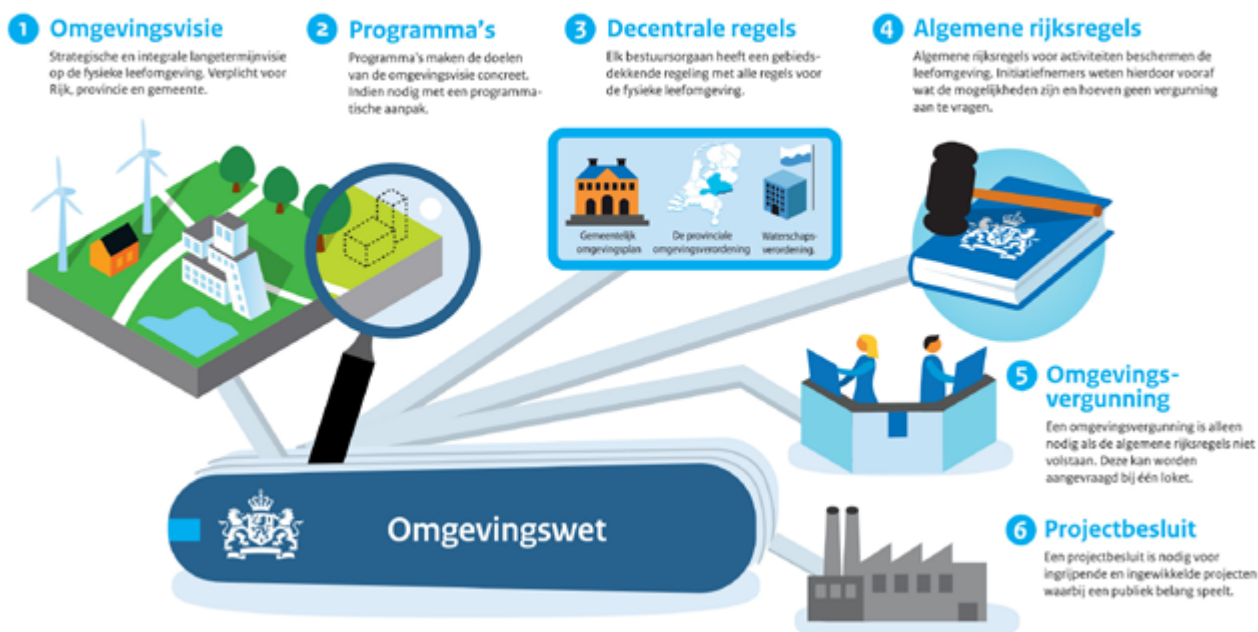 1 Omgevingsvisie
Strategische en integrale langetermijnvisie
op de fysieke leefomgeving. Verplicht voor
Rijk, provincie en gemeente.
2 Programma's
Programma's maken de doelen
van de omgevingsvisie concreet.
Indien nodig met een programma-
tische aanpak.
3 Decentrale regels
Elk bestuursorgaan heeft een gebieds-
dekkende regeling met alle regels voor
de fysieke leefomgeving.
Gemeentelijk
omgevingsplan
De provinciale
omgevingsverordening
Waterschaps-
verordening.
4 Algemene rijksregels
Algemene rijksregels voor activiteiten beschermen de
leefomgeving. Initiatiefnemers weten hierdoor vooraf
wat de mogelijkheden zijn en hoeven geen vergunning
aan te vragen.
5 Omgevings-
vergunning
Een omgevingsvergunning is alleen
nodig als de algemene rijksregels niet
volstaan. Deze kan worden
aangevraagd bij één loket.
6 Projectbesluit
Een projectbesluit is nodig voor
ingrijpende en ingewikkelde projecten
waarbij een publiek belang speelt.
Omgevingswet